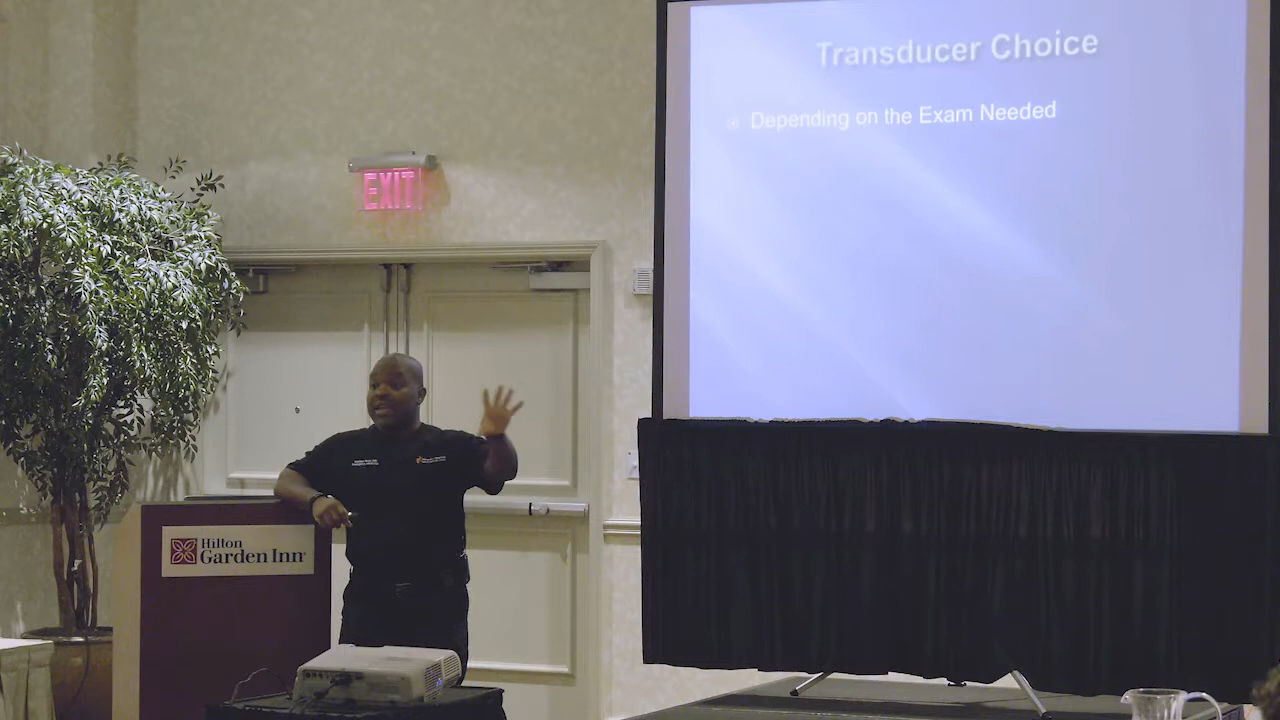 Transducer Choice
Depending on the Exam Needed
EXIT
Hilton
Garden Inn